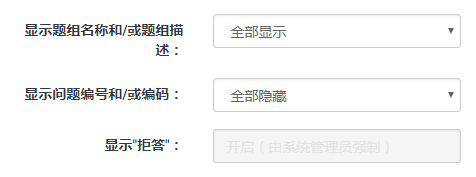 显示题组名称和/或题组描
述：
全部显示
显示问题编号和/或编码：
全部隐藏
显示"拒答"：
开启（由系统管理员强制）